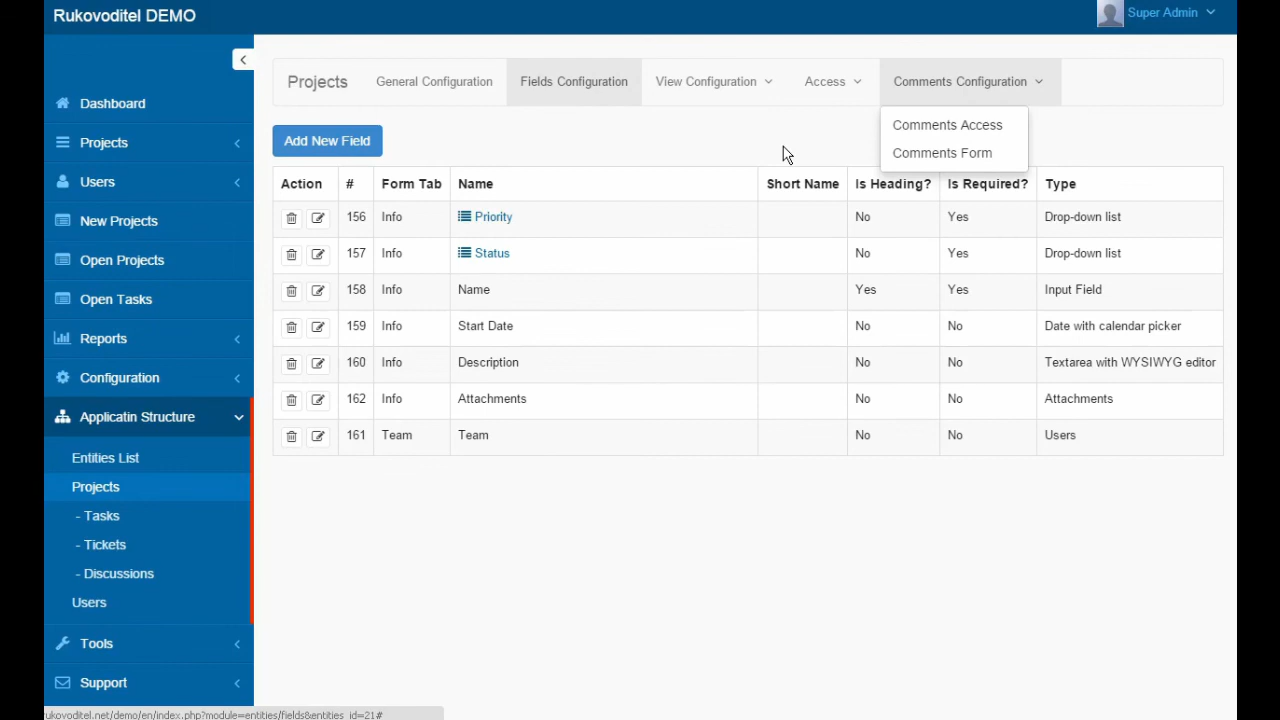 Rukovoditel DEMO
Super Admin
Projects
General Configuration
Fields Configuration
View Configuration
Access
Comments Configuration
Comments Access
Comments Form
Dashboard
Projects
Users
New Projects
Open Projects
Open Tasks
Reports
Configuration
Applicatin Structure
Entities List
Projects
- Tasks
- Tickets
- Discussions
Users
Tools
Support
Add New Field
Action # Form Tab Name Short Name Is Heading? Is Required? Type
156 Info Priority No Yes Drop-down list
157 Info Status No Yes Drop-down list
158 Info Name Yes Yes Input Field
159 Info Start Date No No Date with calendar picker
160 Info Description No No Textarea with WYSIWYG editor
162 Info Attachments No No Attachments
161 Team Team No No Users
rukovoditel.net/demo/en/index.php?module=entities/fields&entities_id=21#